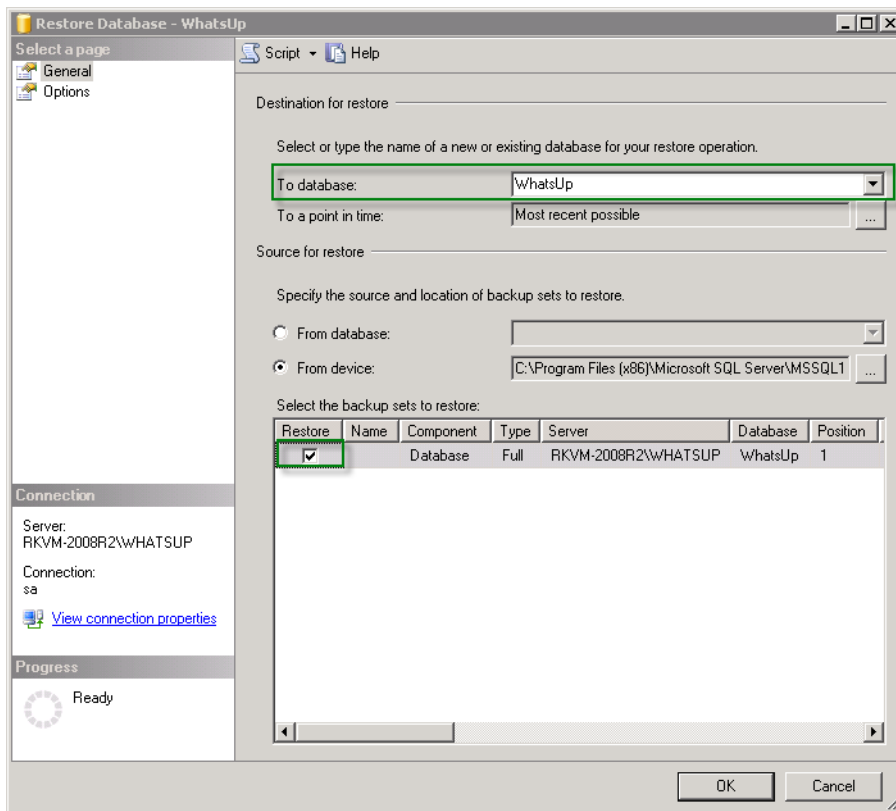 Restore Database - WhatsUp
Select a page
General
Options
Script Help
Destination for restore
Select or type the name of a new or existing database for your restore operation.
To database: WhatsUp
To a point in time: Most recent possible ...
Source for restore
Specify the source and location of backup sets to restore.
From database:
From device: C:\Program Files (x86)\Microsoft SQL Server\MSSQL1 ...
Select the backup sets to restore:
Restore Name Component Type Server Database Position
Database Full RKVM-2008R2\WHATSUP WhatsUp 1
Connection
Server:
RKVM-2008R2\WHATSUP
Connection:
sa
View connection properties
Progress
Ready
OK Cancel